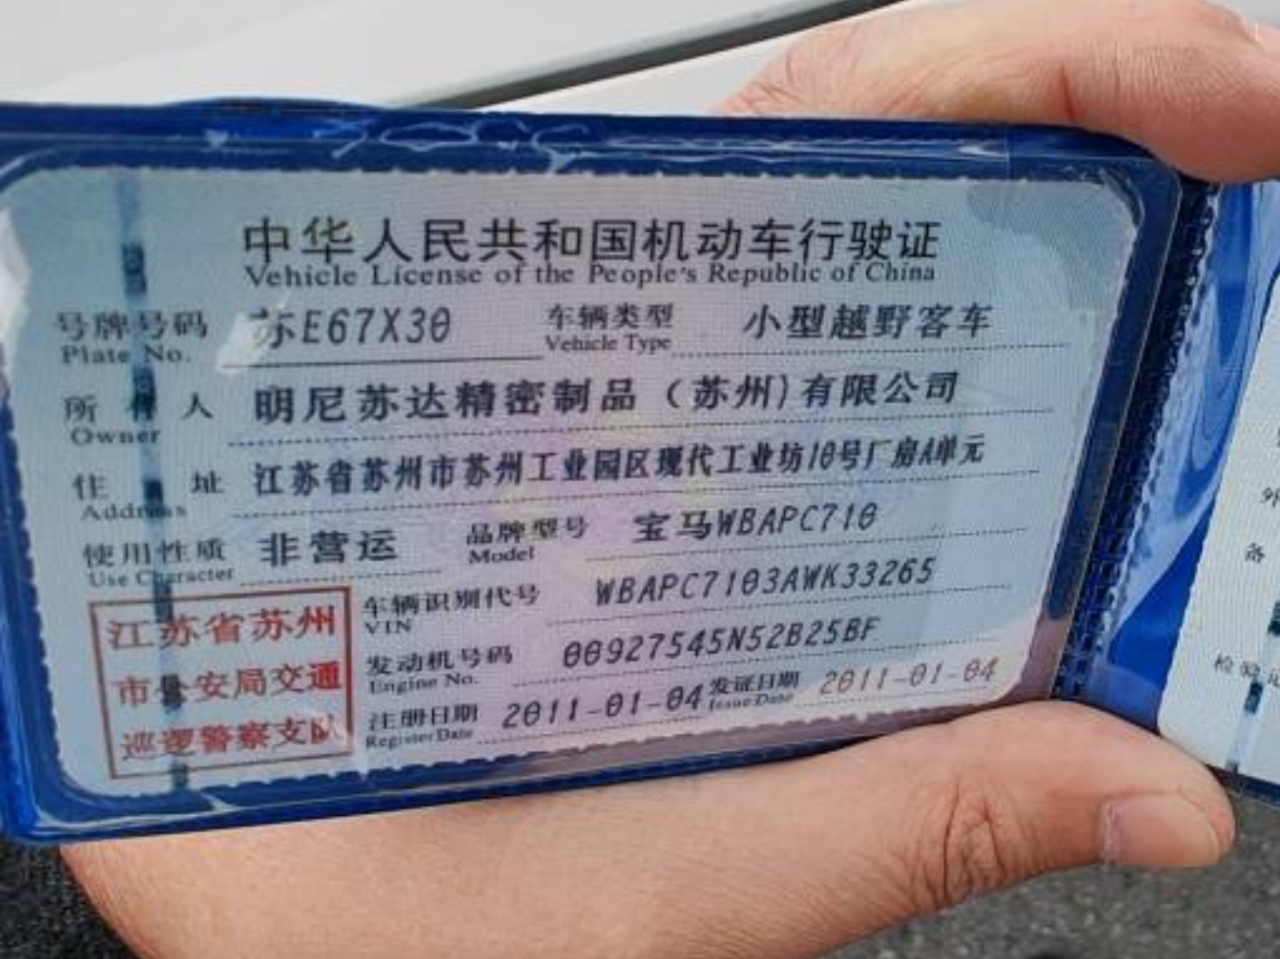 中华人民共和国机动车行驶证
Vehicle License of the People's Republic of China
号牌号码 苏E67X30 车辆类型 小型越野客车
Plate No. Vehicle Type
所有人 明尼苏达精密制品（苏州）有限公司
Owner
住址 江苏省苏州市苏州工业园区现代工业坊10号厂房A单元
Address
使用性质 非营运 品牌型号 宝马WBAPC710
Use Character Model
车辆识别代号 WBAPC7103AWK33265
VIN
发动机号码 00927545N52B25BF
Engine No.
注册日期 2011-01-04 发证日期 2011-01-04
Register Date Issue Date
江苏省苏州
市公安局交通
巡逻警察支队
检验记